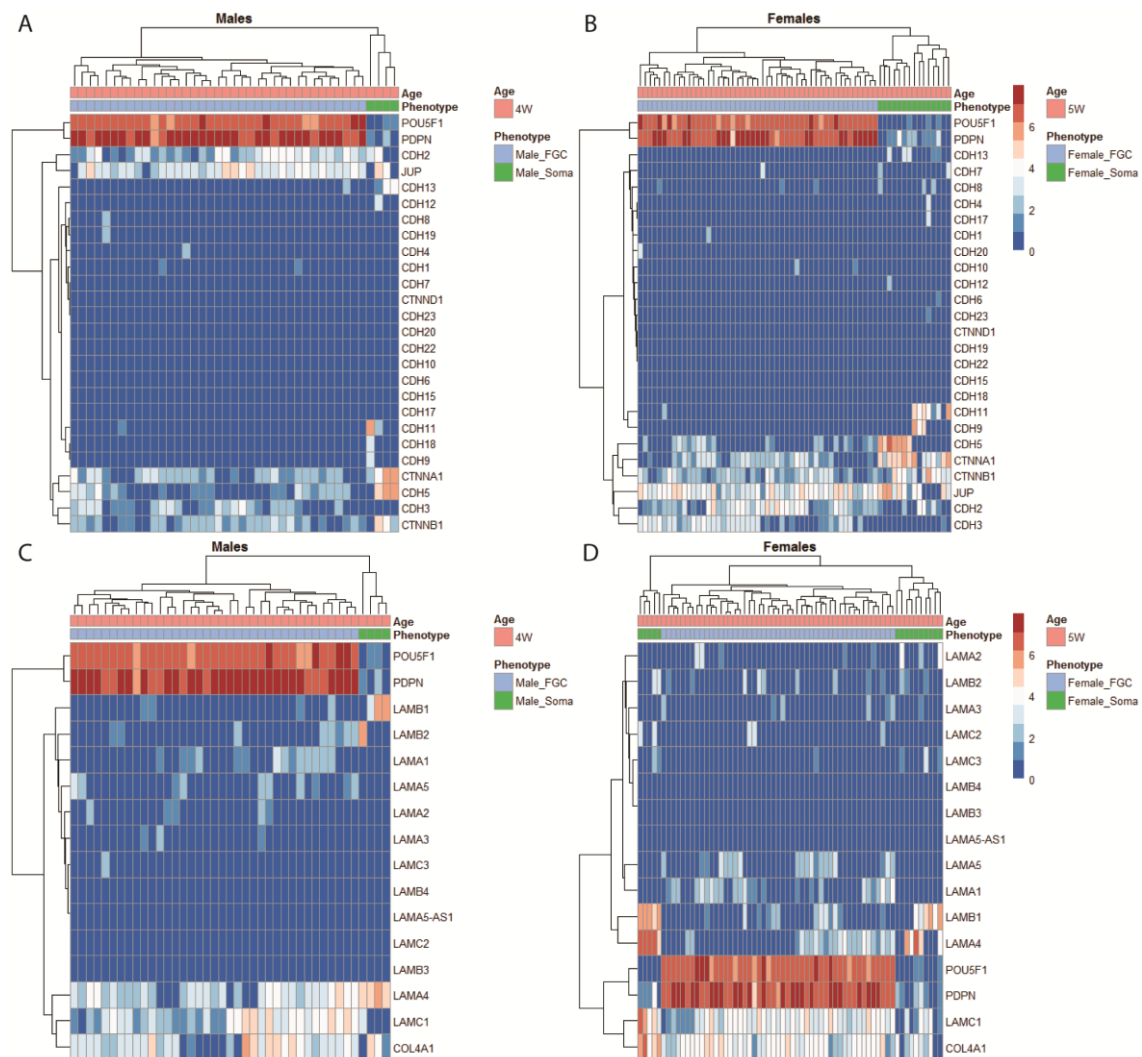 A
Males
Age
Phenotype
POU5F1
PDPN
CDH2
JUP
CDH13
CDH12
CDH8
CDH19
CDH4
CDH1
CDH7
CTNND1
CDH23
CDH20
CDH22
CDH10
CDH6
CDH15
CDH17
CDH11
CDH18
CDH9
CTNNA1
CDH5
CDH3
CTNNB1
Age
4W
Phenotype
Male_FGC
Male_Soma
B
Females
Age
Phenotype
POU5F1
PDPN
CDH13
CDH7
CDH8
CDH4
CDH17
CDH1
CDH20
CDH10
CDH12
CDH6
CDH23
CTNND1
CDH19
CDH22
CDH15
CDH18
CDH11
CDH9
CDH5
CTNNA1
CTNNB1
JUP
CDH2
CDH3
6
4
2
0
Age
5W
Phenotype
Female_FGC
Female_Soma
C
Males
Age
Phenotype
POU5F1
PDPN
LAMB1
LAMB2
LAMA1
LAMA5
LAMA2
LAMA3
LAMC3
LAMB4
LAMA5-AS1
LAMC2
LAMB3
LAMA4
LAMC1
COL4A1
Age
4W
Phenotype
Male_FGC
Male_Soma
D
Females
Age
Phenotype
LAMA2
LAMB2
LAMA3
LAMC2
LAMC3
LAMB4
LAMB3
LAMA5-AS1
LAMA5
LAMA1
LAMB1
LAMA4
POU5F1
PDPN
LAMC1
COL4A1
6
4
2
0
Age
5W
Phenotype
Female_FGC
Female_Soma